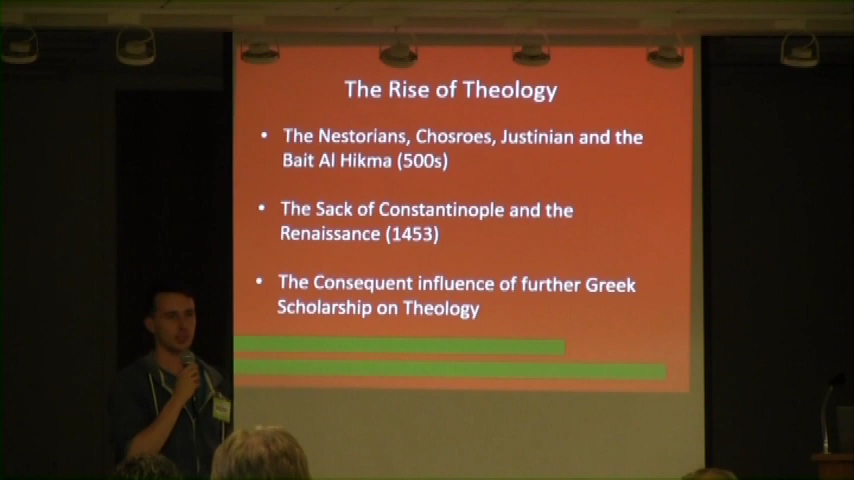 The Rise of Theology
• The Nestorians, Chosroes, Justinian and the
Bait Al Hikma (500s)
• The Sack of Constantinople and the
Renaissance (1453)
• The Consequent influence of further Greek
Scholarship on Theology